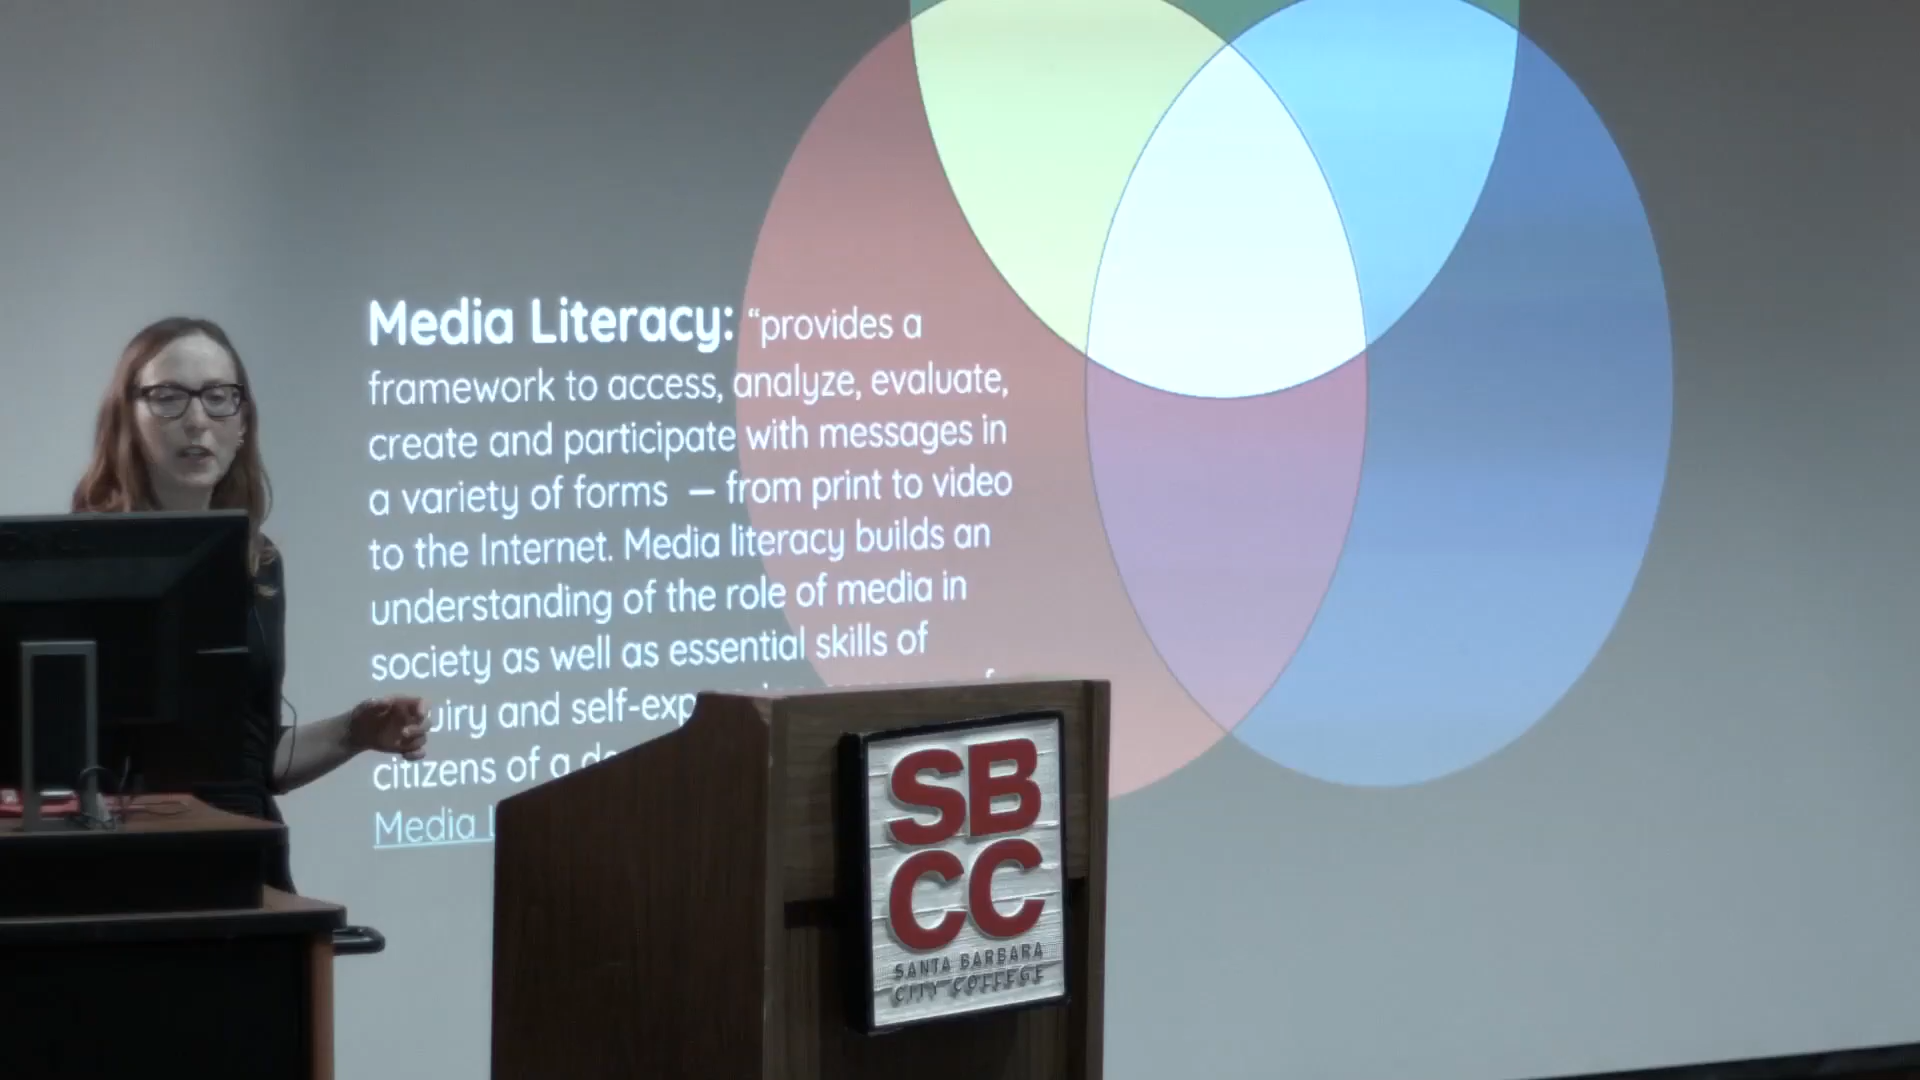 Media Literacy: “provides a
framework to access, analyze, evaluate,
create and participate with messages in
a variety of forms — from print to video
to the Internet. Media literacy builds an
understanding of the role of media in
society as well as essential skills of
and
citizens of a
Media
SB
CC
SANTA BARBARA
CITY COLLEGE